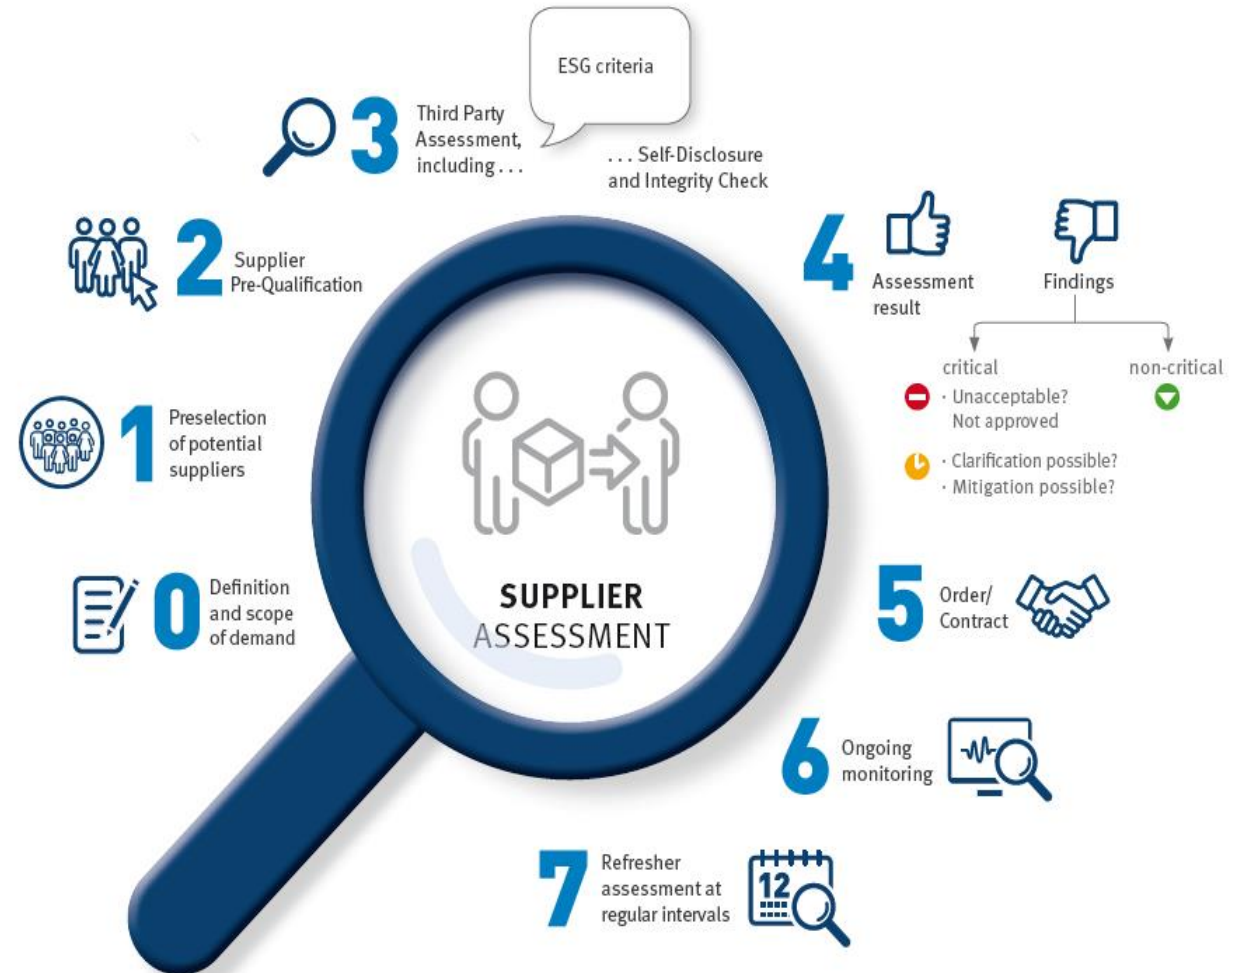 ESG criteria
3
Third Party
Assessment,
including . . .
. . . Self-Disclosure
and Integrity Check
2
Supplier
Pre-Qualification
4
Assessment
result
Findings
critical
· Unacceptable?
Not approved
· Clarification possible?
· Mitigation possible?
non-critical
1
Preselection
of potential
suppliers
0
Definition
and scope
of demand
SUPPLIER
ASSESSMENT
5
Order/
Contract
6
Ongoing
monitoring
7
Refresher
assessment at
regular intervals
12